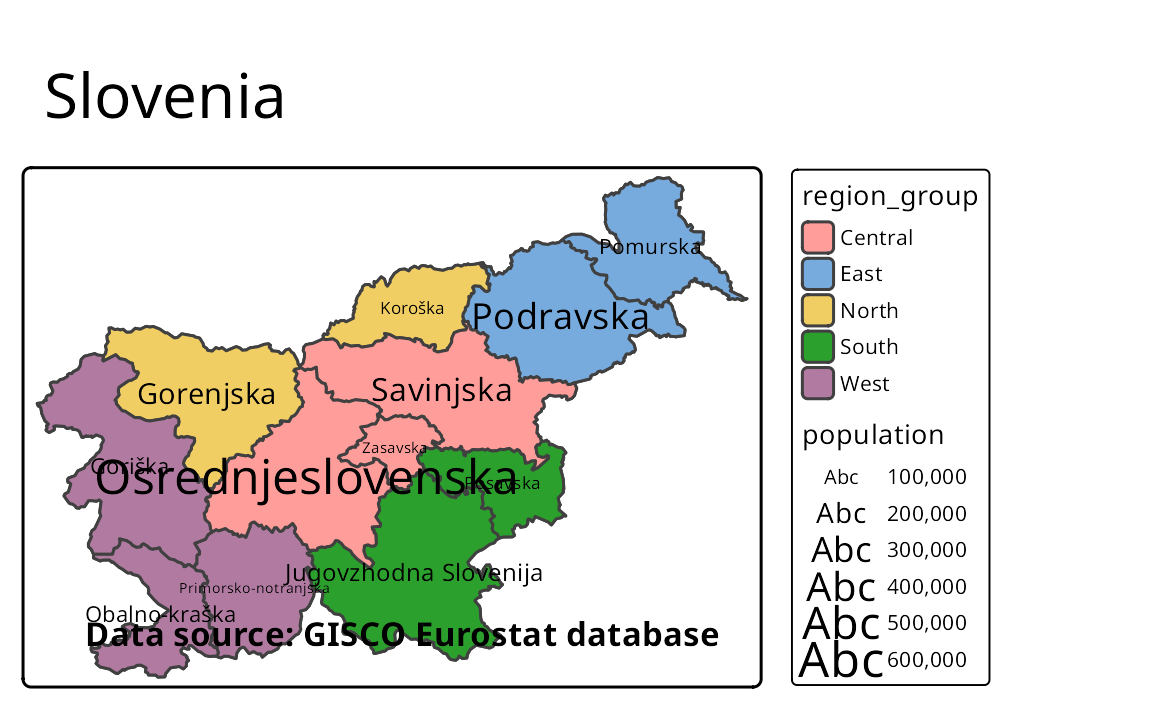 Slovenia
Pomurska
Koroška
Podravska
Gorenjska
Savinjska
Zasavska
Goriška
Osrednjeslovenska
Posavska
Jugovzhodna Slovenija
Primorsko-notranjska
Obalno-kraška
Data source: GISCO Eurostat database
region_group
Central
East
North
South
West
population
Abc 100,000
Abc 200,000
Abc 300,000
Abc 400,000
Abc 500,000
Abc 600,000